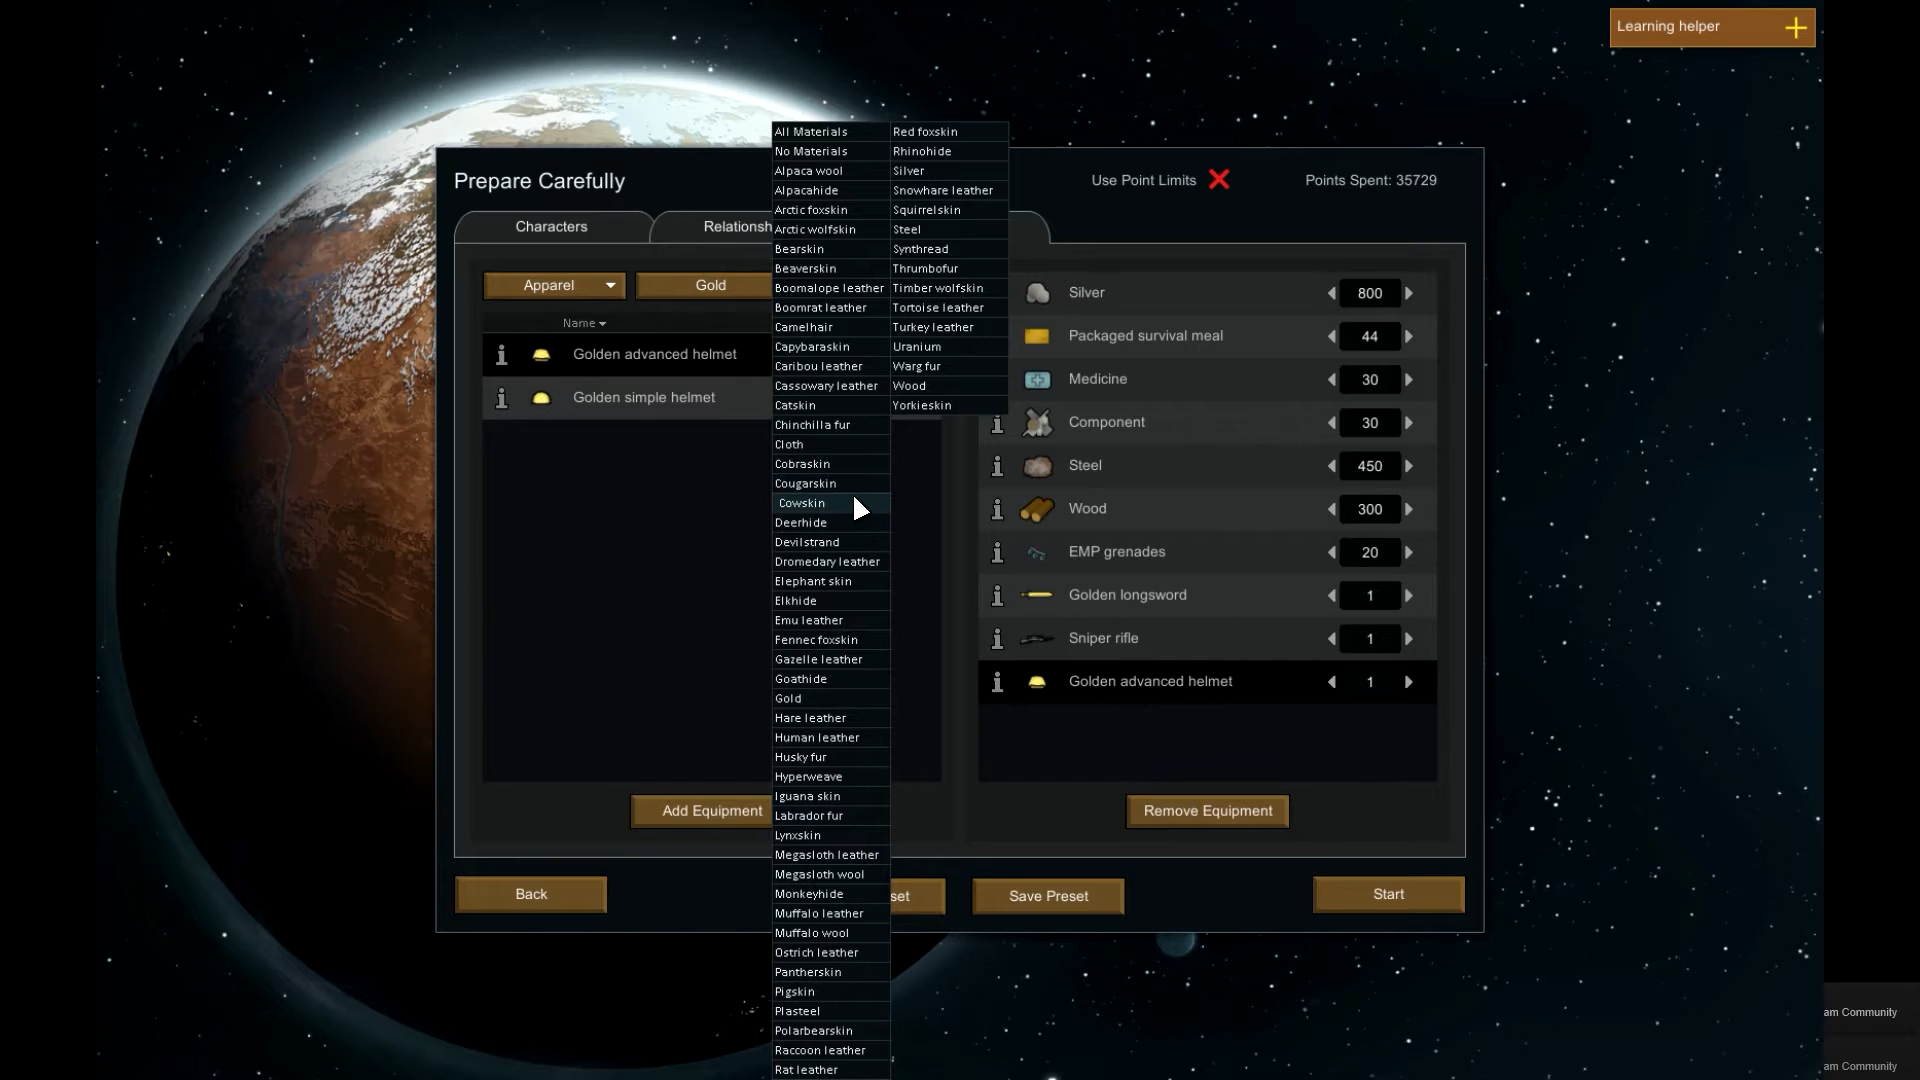 Learning helper
Prepare Carefully
Use Point Limits
Points Spent: 35729
Characters
Relationsh
Apparel
Gold
Name
Golden advanced helmet
Golden simple helmet
Add Equipment
All Materials
No Materials
Alpaca wool
Alpacahide
Arctic foxskin
Arctic wolfskin
Bearskin
Beaverskin
Boomalope leather
Boomrat leather
Camelhair
Capybaraskin
Caribou leather
Cassowary leather
Catskin
Chinchilla fur
Cloth
Cobraskin
Cougarskin
Cowskin
Deerhide
Devilstrand
Dromedary leather
Elephant skin
Elkhide
Emu leather
Fennec foxskin
Gazelle leather
Goathide
Gold
Hare leather
Human leather
Husky fur
Hyperweave
Iguana skin
Labrador fur
Lynxskin
Megasloth leather
Megasloth wool
Monkeyhide
Muffalo leather
Muffalo wool
Ostrich leather
Pantherskin
Pigskin
Plasteel
Polarbearskin
Raccoon leather
Rat leather
Red foxskin
Rhinohide
Silver
Snowhare leather
Squirrelskin
Steel
Synthread
Thrumbofur
Timber wolfskin
Tortoise leather
Turkey leather
Uranium
Warg fur
Wood
Yorkieskin
Silver 800
Packaged survival meal 44
Medicine 30
Component 30
Steel 450
Wood 300
EMP grenades 20
Golden longsword 1
Sniper rifle 1
Golden advanced helmet 1
Remove Equipment
Back
set
Save Preset
Start
am Community
am Community